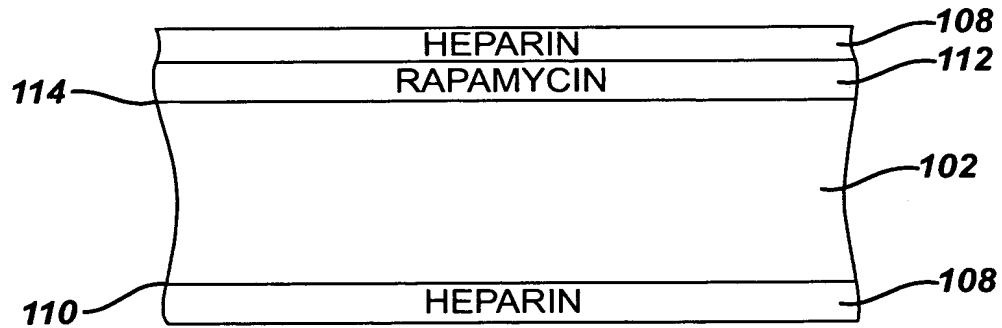 HEPARIN 108
RAPAMYCIN 112
114
102
110 HEPARIN 108